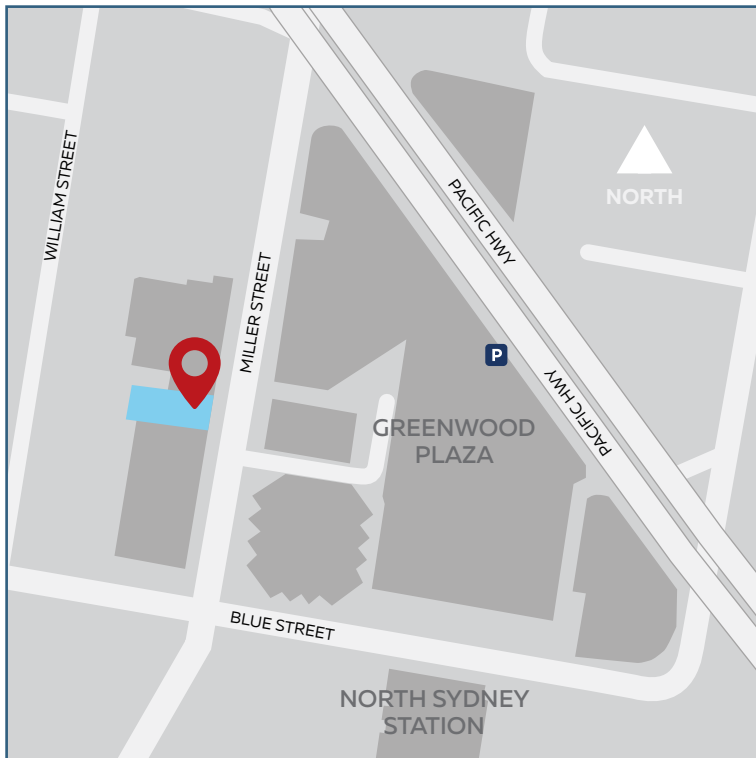 PACIFIC HWY
NORTH
WILLIAM STREET
MILLER STREET
P
PACIFIC HWY
GREENWOOD
PLAZA
BLUE STREET
NORTH SYDNEY
STATION